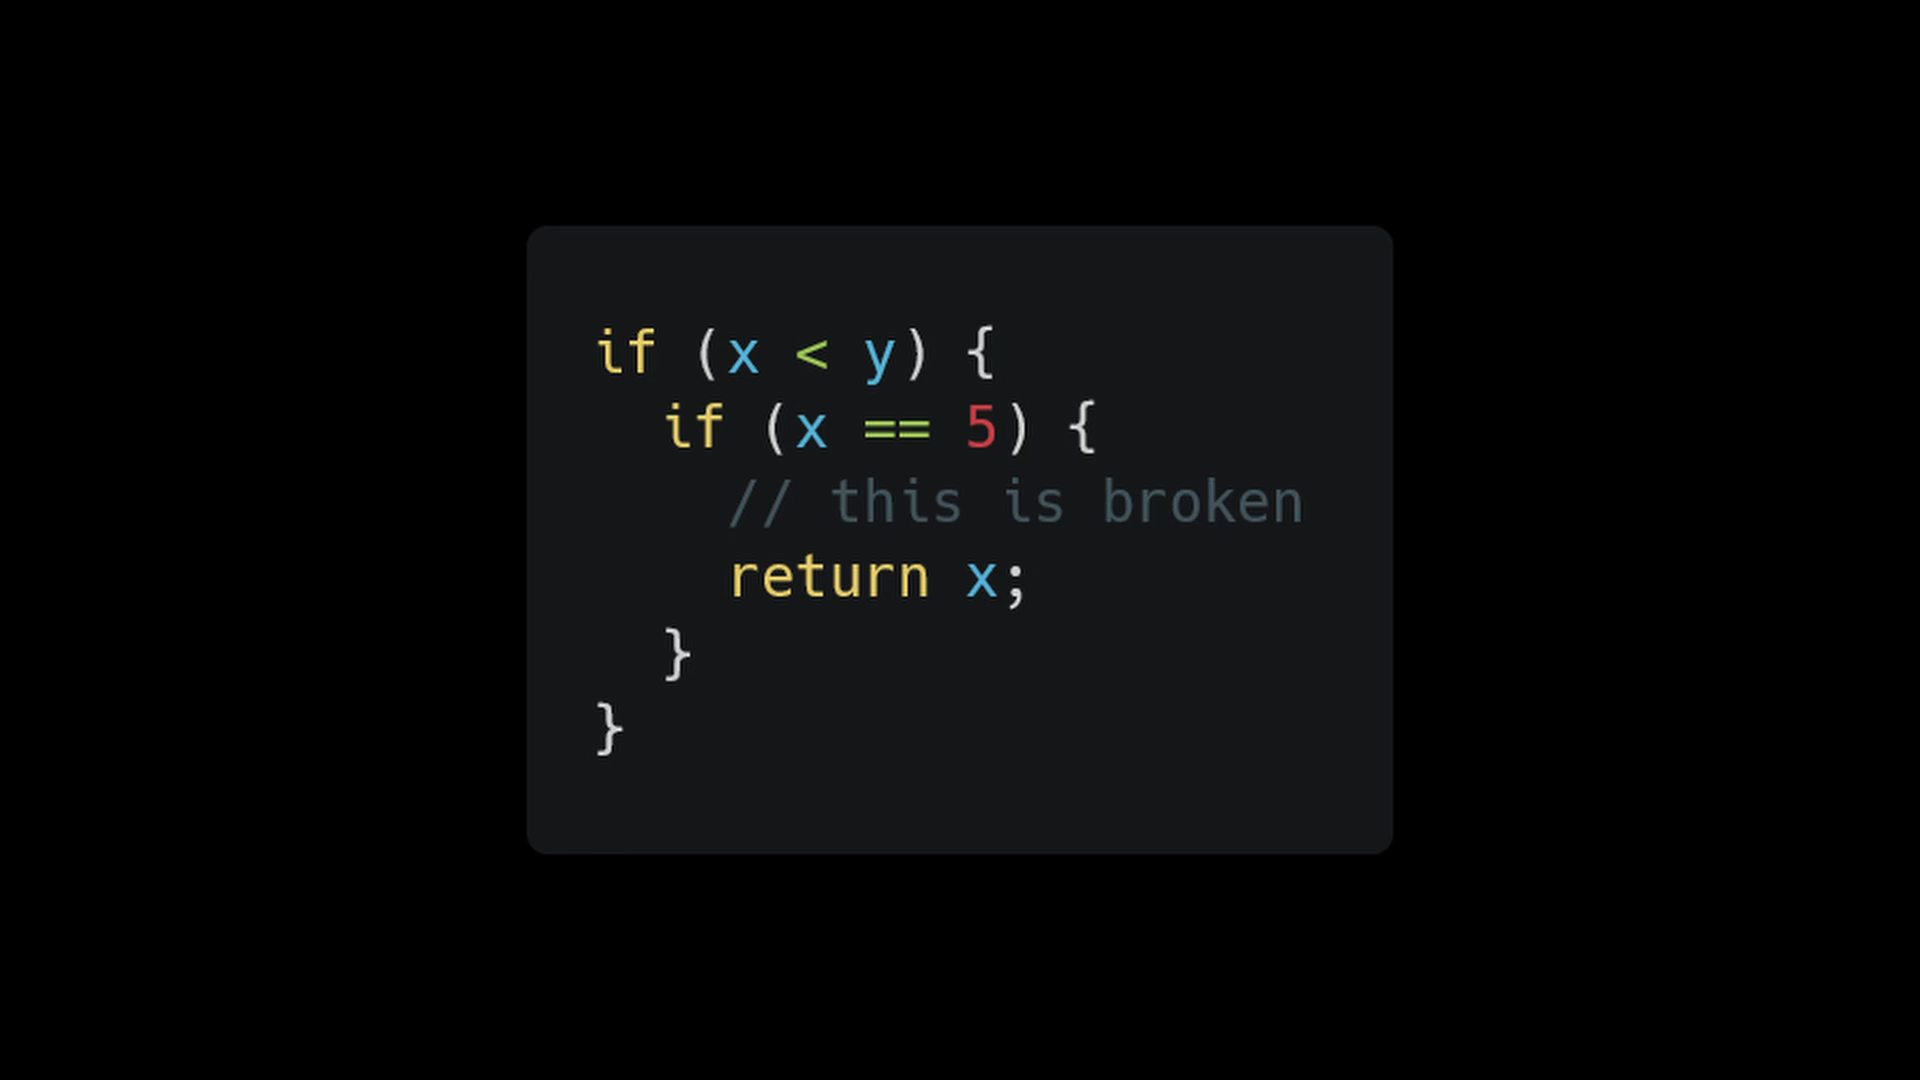 if (x < y) {
  if (x == 5) {
    // this is broken
    return x;
  }
}